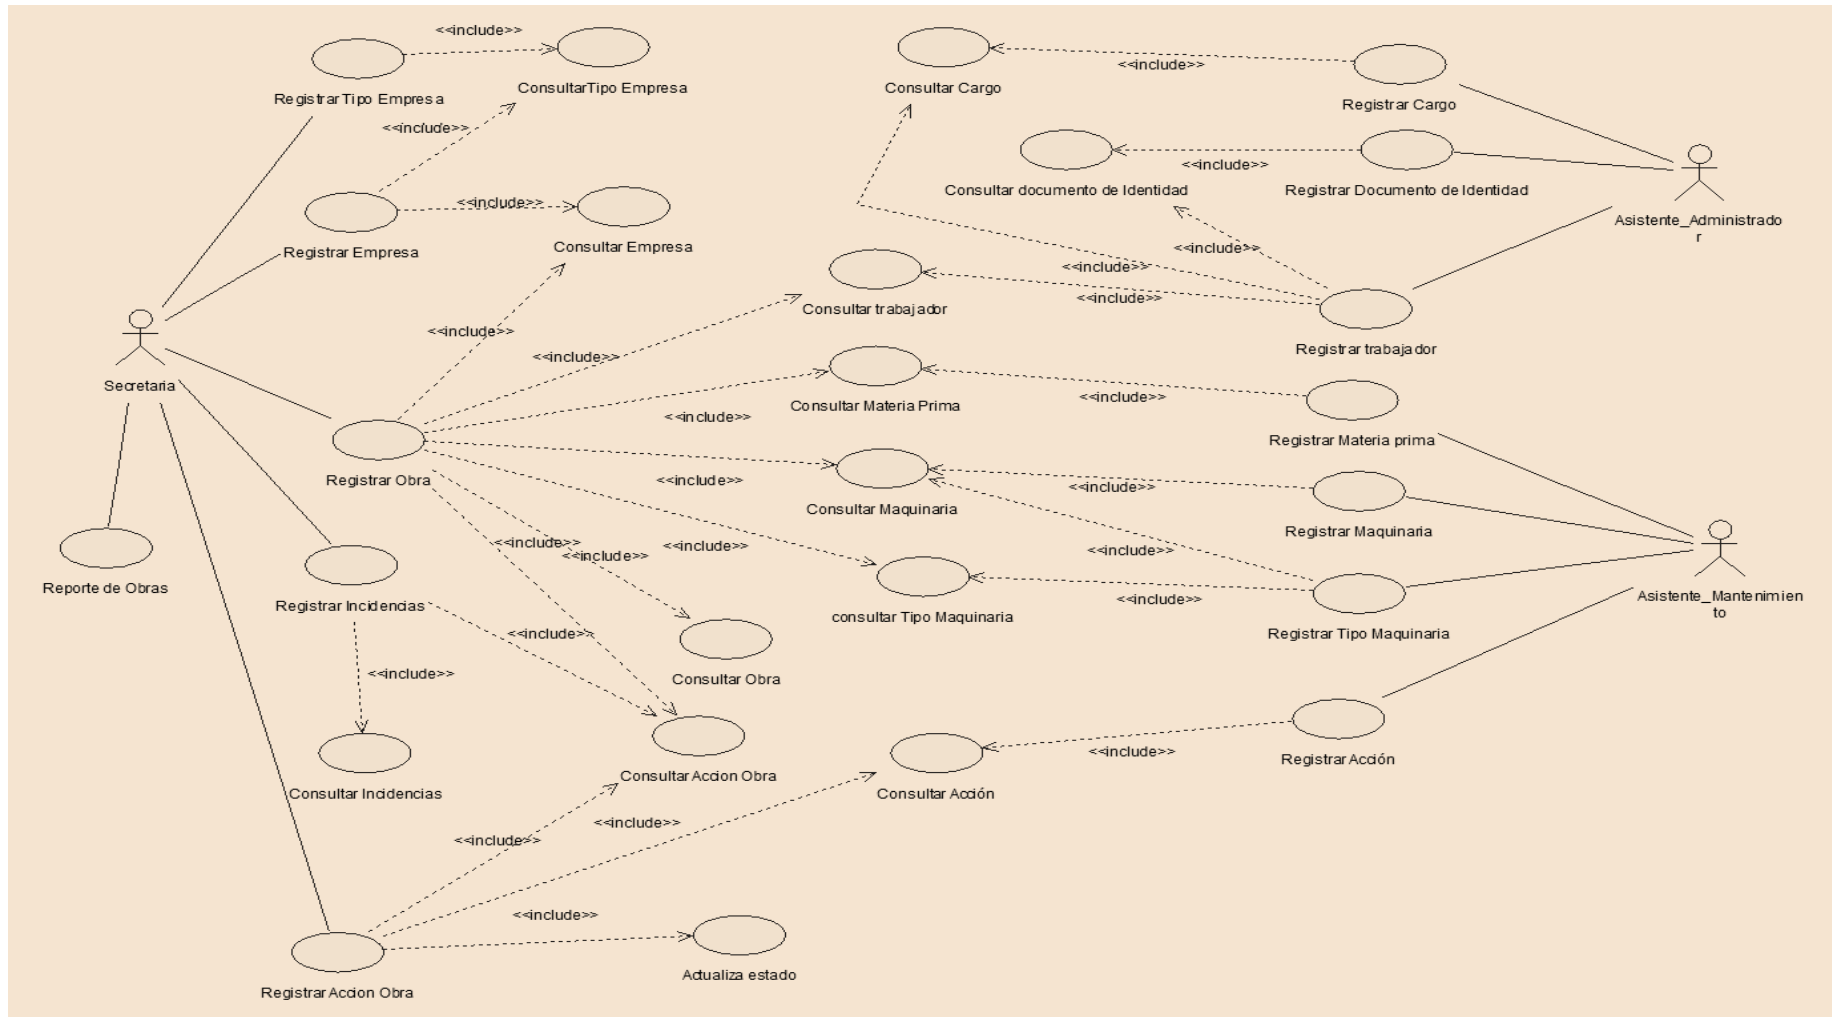 <<include>>
Registrar Tipo Empresa
ConsultarTipo Empresa
<<include>>
Registrar Empresa
<<include>>
Consultar Empresa
Consultar Cargo
<<include>>
Registrar Cargo
Consultar documento de Identidad
<<include>>
Registrar Documento de Identidad
Asistente_Administrado
r
<<include>>
<<include>>
<<include>>
Consultar trabajador
Registrar trabajador
Secretaria
<<include>>
<<include>>
Consultar Materia Prima
<<include>>
<<include>>
Registrar Materia prima
Registrar Obra
<<include>>
Consultar Maquinaria
<<include>>
Registrar Maquinaria
Reporte de Obras
Registrar Incidencias
<<include>>
<<include>>
<<include>>
<<include>>
consultar Tipo Maquinaria
<<include>>
Registrar Tipo Maquinaria
Asistente_Mantenimien
to
<<include>>
<<include>>
Consultar Obra
Consultar Incidencias
Consultar Accion Obra
Consultar Acción
<<include>>
Registrar Acción
<<include>>
<<include>>
<<include>>
Registrar Accion Obra
Actualiza estado